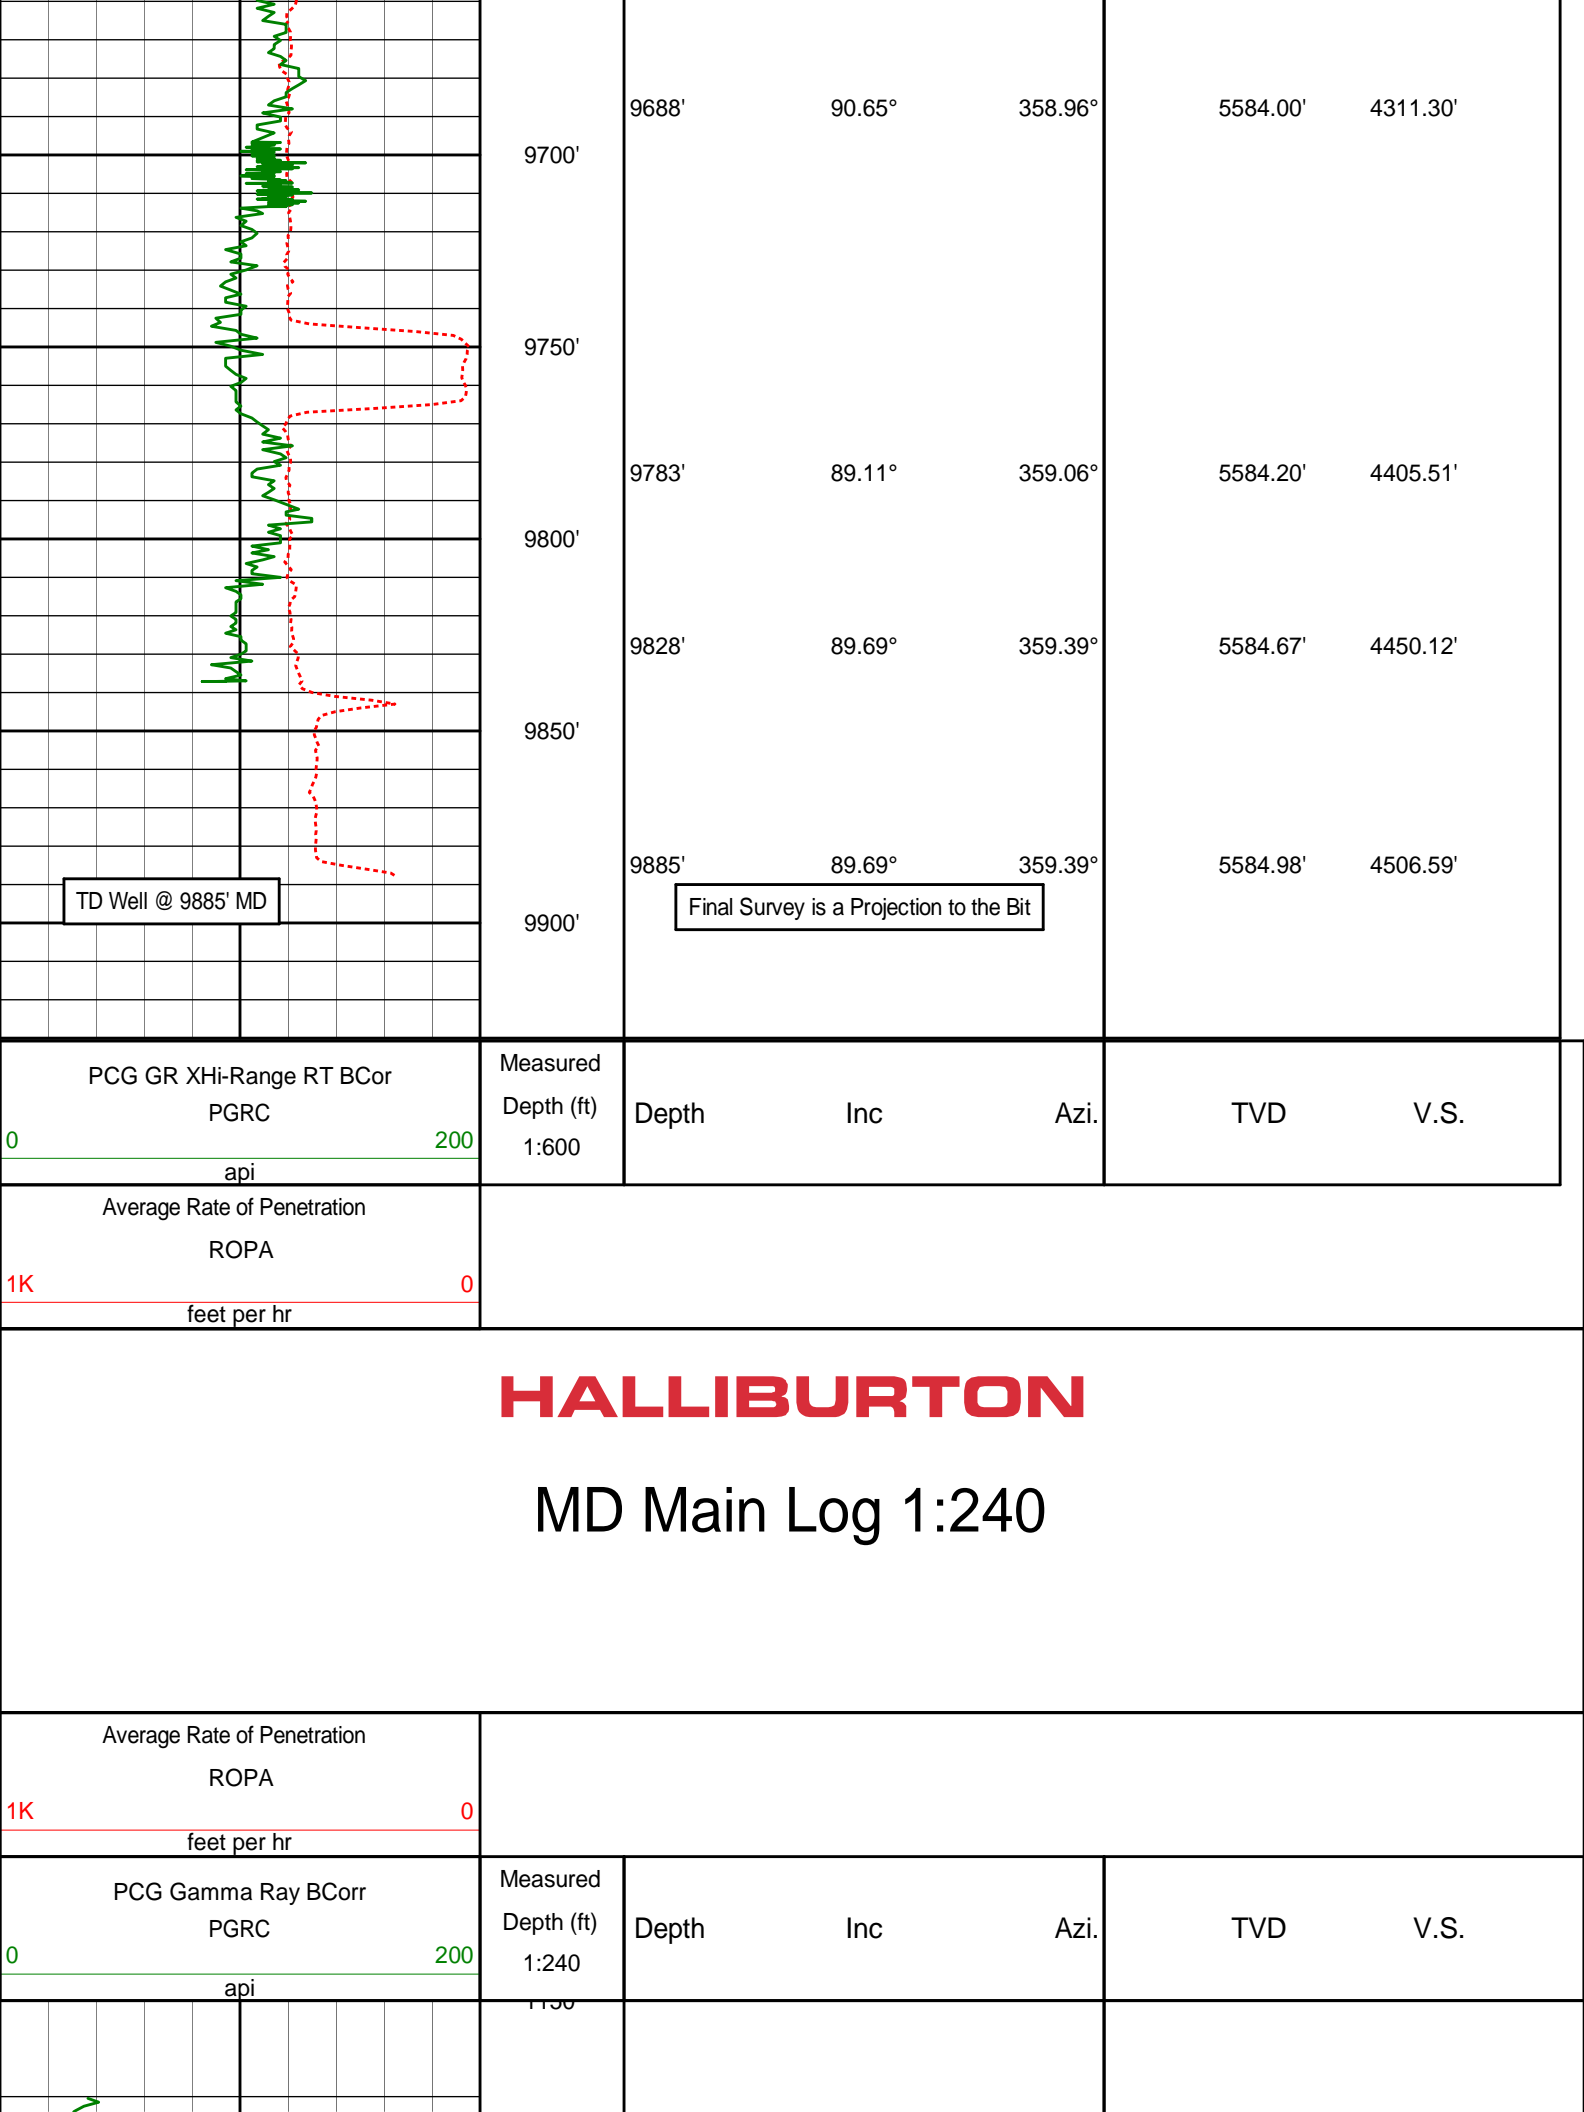 9688' 90.65° 358.96° 5584.00' 4311.30'
9700'
9750'
9783' 89.11° 359.06° 5584.20' 4405.51'
9800'
9828' 89.69° 359.39° 5584.67' 4450.12'
9850'
9885' 89.69° 359.39° 5584.98' 4506.59'
TD Well @ 9885' MD
Final Survey is a Projection to the Bit
9900'
PCG GR XHi-Range RT BCor
PGRC
0 200
api
Measured
Depth (ft)
1:600
Depth Inc Azi. TVD V.S.
Average Rate of Penetration
ROPA
1K 0
feet per hr
HALLIBURTON
MD Main Log 1:240
Average Rate of Penetration
ROPA
1K 0
feet per hr
PCG Gamma Ray BCorr
PGRC
0 200
api
Measured
Depth (ft)
1:240
Depth Inc Azi. TVD V.S.